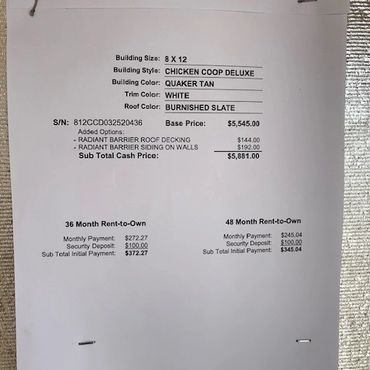 Building Size: 8 X 12
Building Style: CHICKEN COOP DELUXE
Building Color: QUAKER TAN
Trim Color: WHITE
Roof Color: BURNISHED SLATE
S/N: 812CCD032520436 Base Price: $5,545.00
Added Options:
- RADIANT BARRIER ROOF DECKING $144.00
- RADIANT BARRIER SIDING ON WALLS $192.00
Sub Total Cash Price: $5,881.00
36 Month Rent-to-Own
Monthly Payment: $272.27
Security Deposit: $100.00
Sub Total Initial Payment: $372.27
48 Month Rent-to-Own
Monthly Payment: $245.04
Security Deposit: $100.00
Sub Total Initial Payment: $345.04